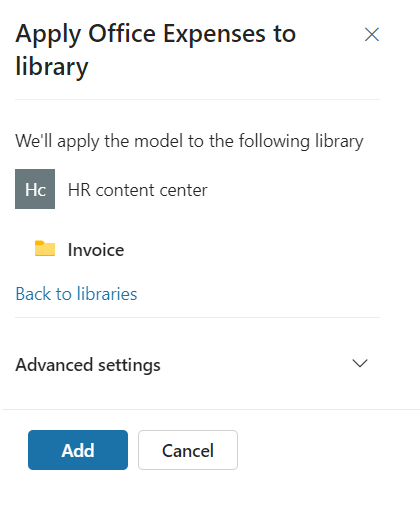 Apply Office Expenses to
library
We'll apply the model to the following library
Hc HR content center
Invoice
Back to libraries
Advanced settings
Add Cancel